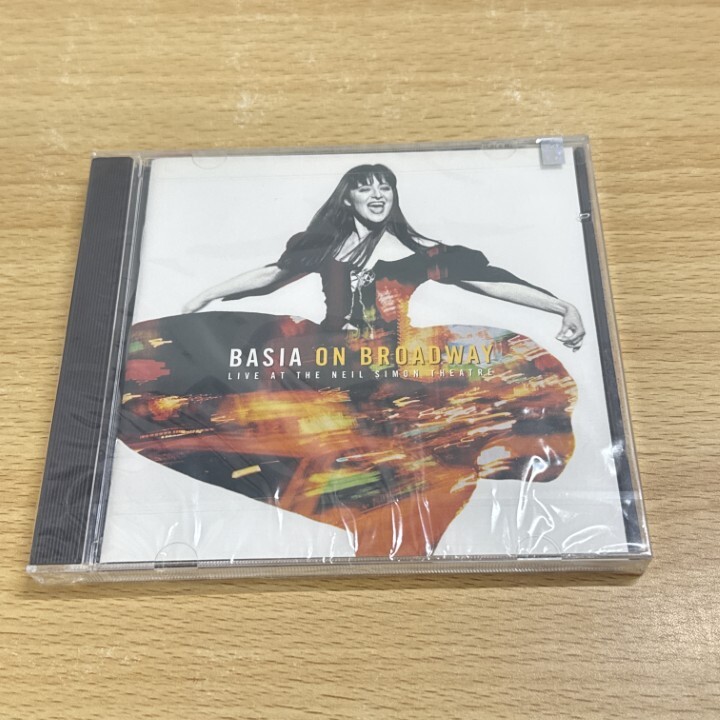 BASIA ON BROADWAY
LIVE AT THE NEIL SIMON THEATRE